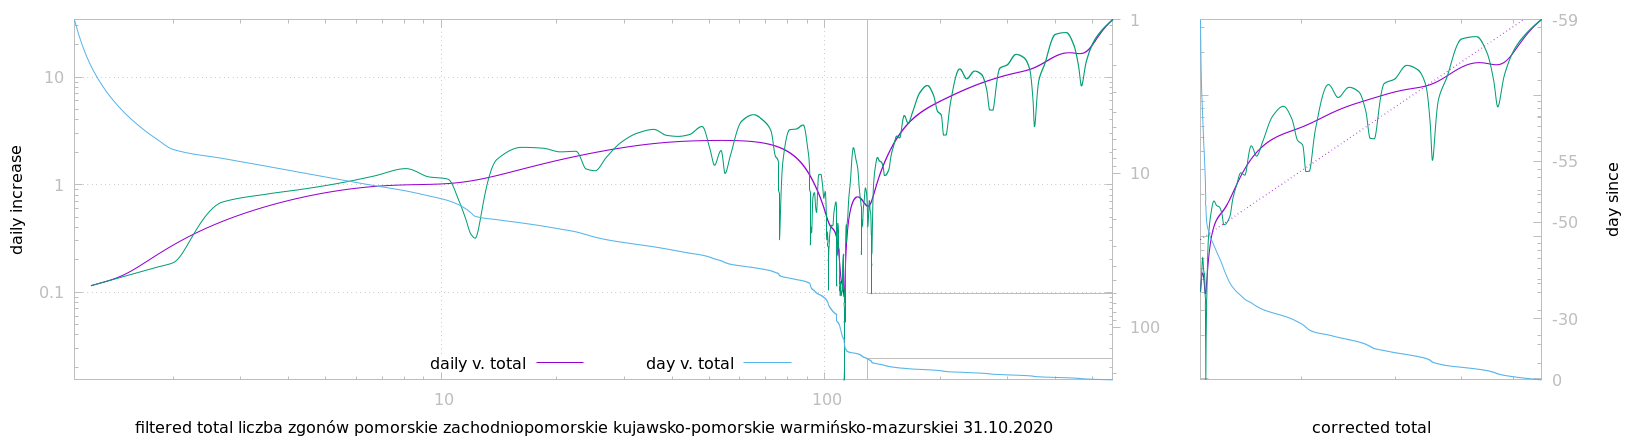 daily increase
10
1
0.1
10
100
1
10
100
daily v. total
day v. total
filtered total liczba zgonów pomorskie zachodniopomorskie kujawsko-pomorskie warmińsko-mazurskiei 31.10.2020
-59
-55
-50
-30
0
day since
corrected total